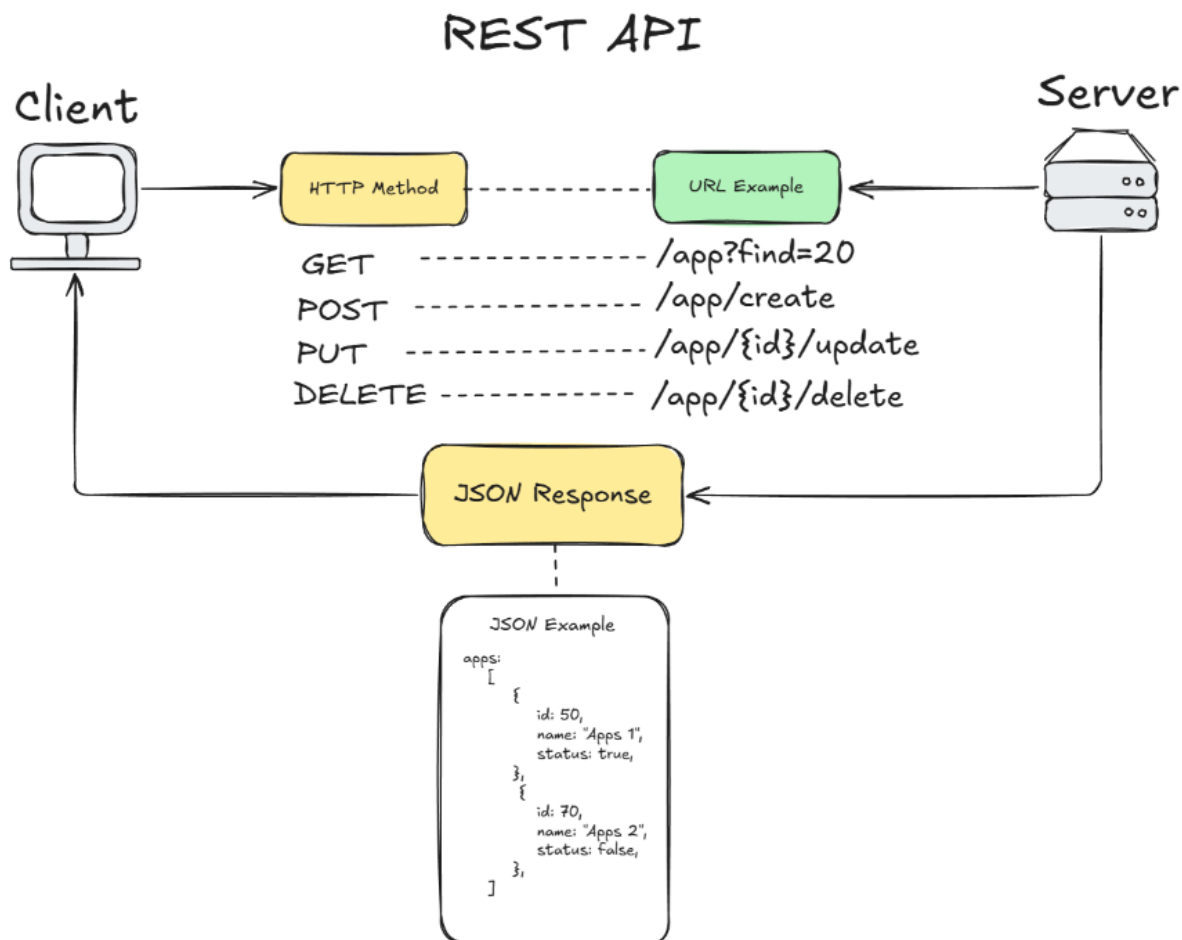 REST API
Client
Server
HTTP Method
URL Example
GET
/app?find=20
POST
/app/create
PUT
/app/{id}/update
DELETE
/app/{id}/delete
JSON Response
JSON Example
apps:
[
{
id: 50,
name: "Apps 1",
status: true,
},
{
id: 70,
name: "Apps 2",
status: false,
},
]